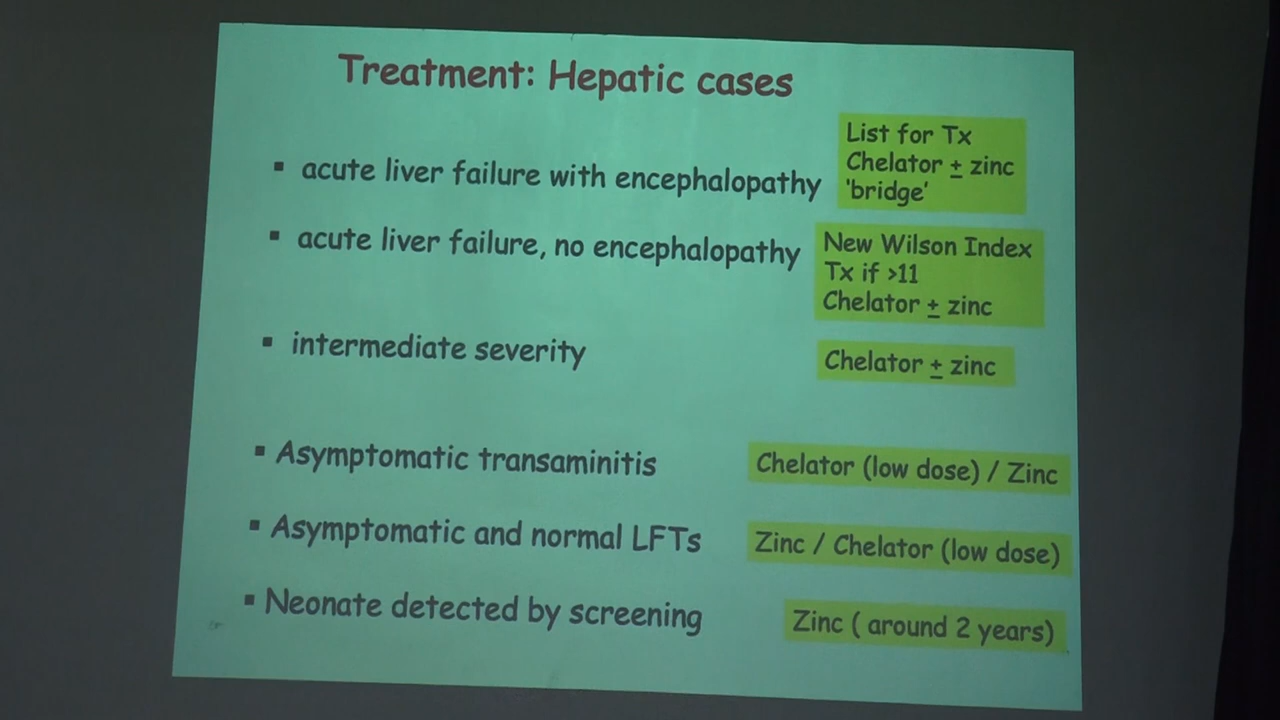 Treatment: Hepatic cases
▪ acute liver failure with encephalopathy
List for Tx
Chelator ± zinc
'bridge'
▪ acute liver failure, no encephalopathy
New Wilson Index
Tx if >11
Chelator ± zinc
▪ intermediate severity
Chelator ± zinc
▪ Asymptomatic transaminitis
Chelator (low dose) / Zinc
▪ Asymptomatic and normal LFTs
Zinc / Chelator (low dose)
▪ Neonate detected by screening
Zinc ( around 2 years)